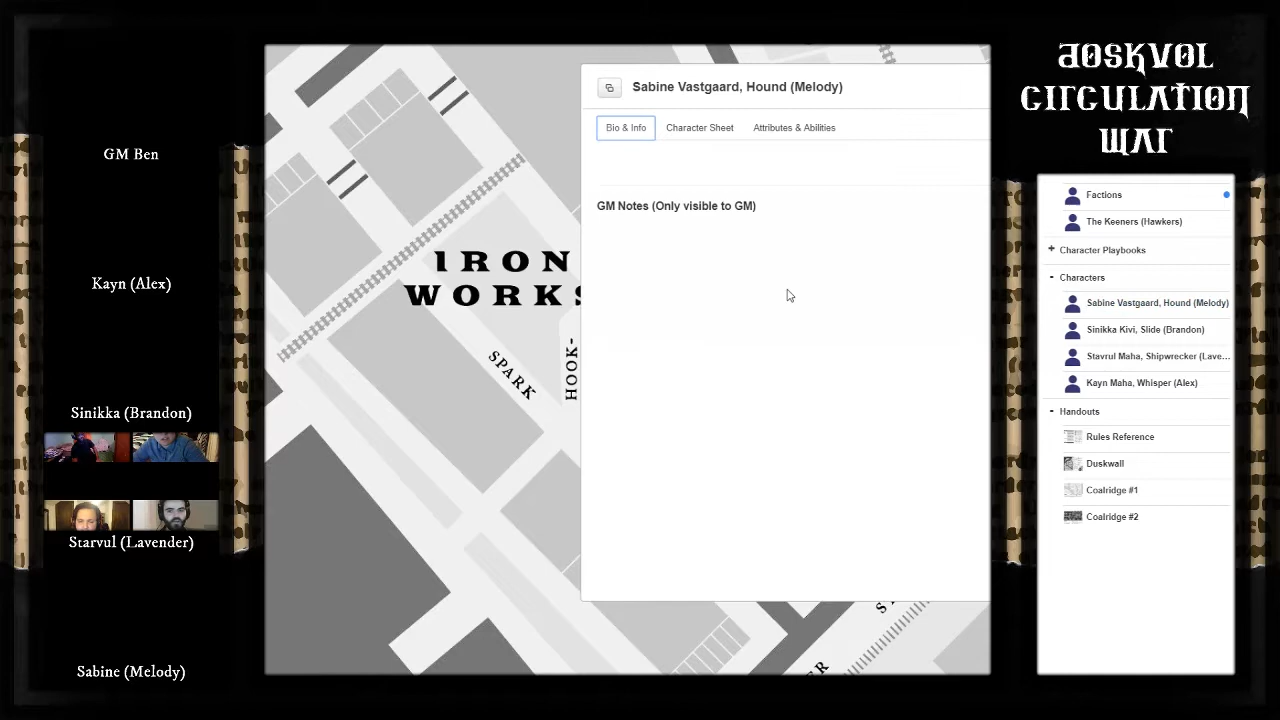 GM Ben
Kayn (Alex)
Sinikka (Brandon)
Starvul (Lavender)
Sabine (Melody)
IRON
WORKS
SPARK
HOOK-
Sabine Vastgaard, Hound (Melody)
Bio & Info
Character Sheet
Attributes & Abilities
GM Notes (Only visible to GM)
DOSKVOL
CIRCULATION
WAR
Factions
The Keeners (Hawkers)
+ Character Playbooks
- Characters
Sabine Vastgaard, Hound (Melody)
Sinikka Kivi, Slide (Brandon)
Stavrul Maha, Shipwrecker (Lave...
Kayn Maha, Whisper (Alex)
- Handouts
Rules Reference
Duskwall
Coalridge #1
Coalridge #2